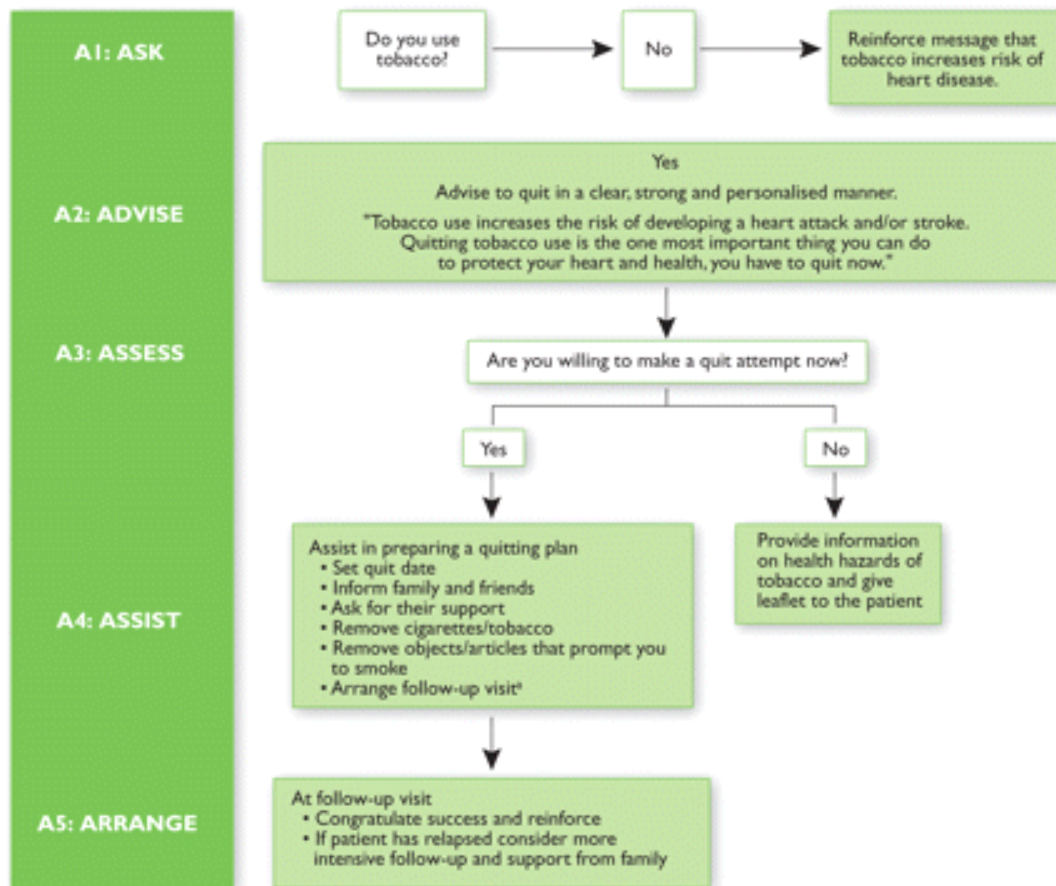 A1: ASK
Do you use
tobacco?
No
Reinforce message that
tobacco increases risk of
heart disease.
A2: ADVISE
Yes
Advise to quit in a clear, strong and personalised manner.
"Tobacco use increases the risk of developing a heart attack and/or stroke.
Quitting tobacco use is the one most important thing you can do
to protect your heart and health, you have to quit now."
A3: ASSESS
Are you willing to make a quit attempt now?
Yes
No
A4: ASSIST
Assist in preparing a quitting plan
• Set quit date
• Inform family and friends
• Ask for their support
• Remove cigarettes/tobacco
• Remove objects/articles that prompt you
to smoke
• Arrange follow-up visitª
Provide information
on health hazards of
tobacco and give
leaflet to the patient
A5: ARRANGE
At follow-up visit
• Congratulate success and reinforce
• If patient has relapsed consider more
intensive follow-up and support from family